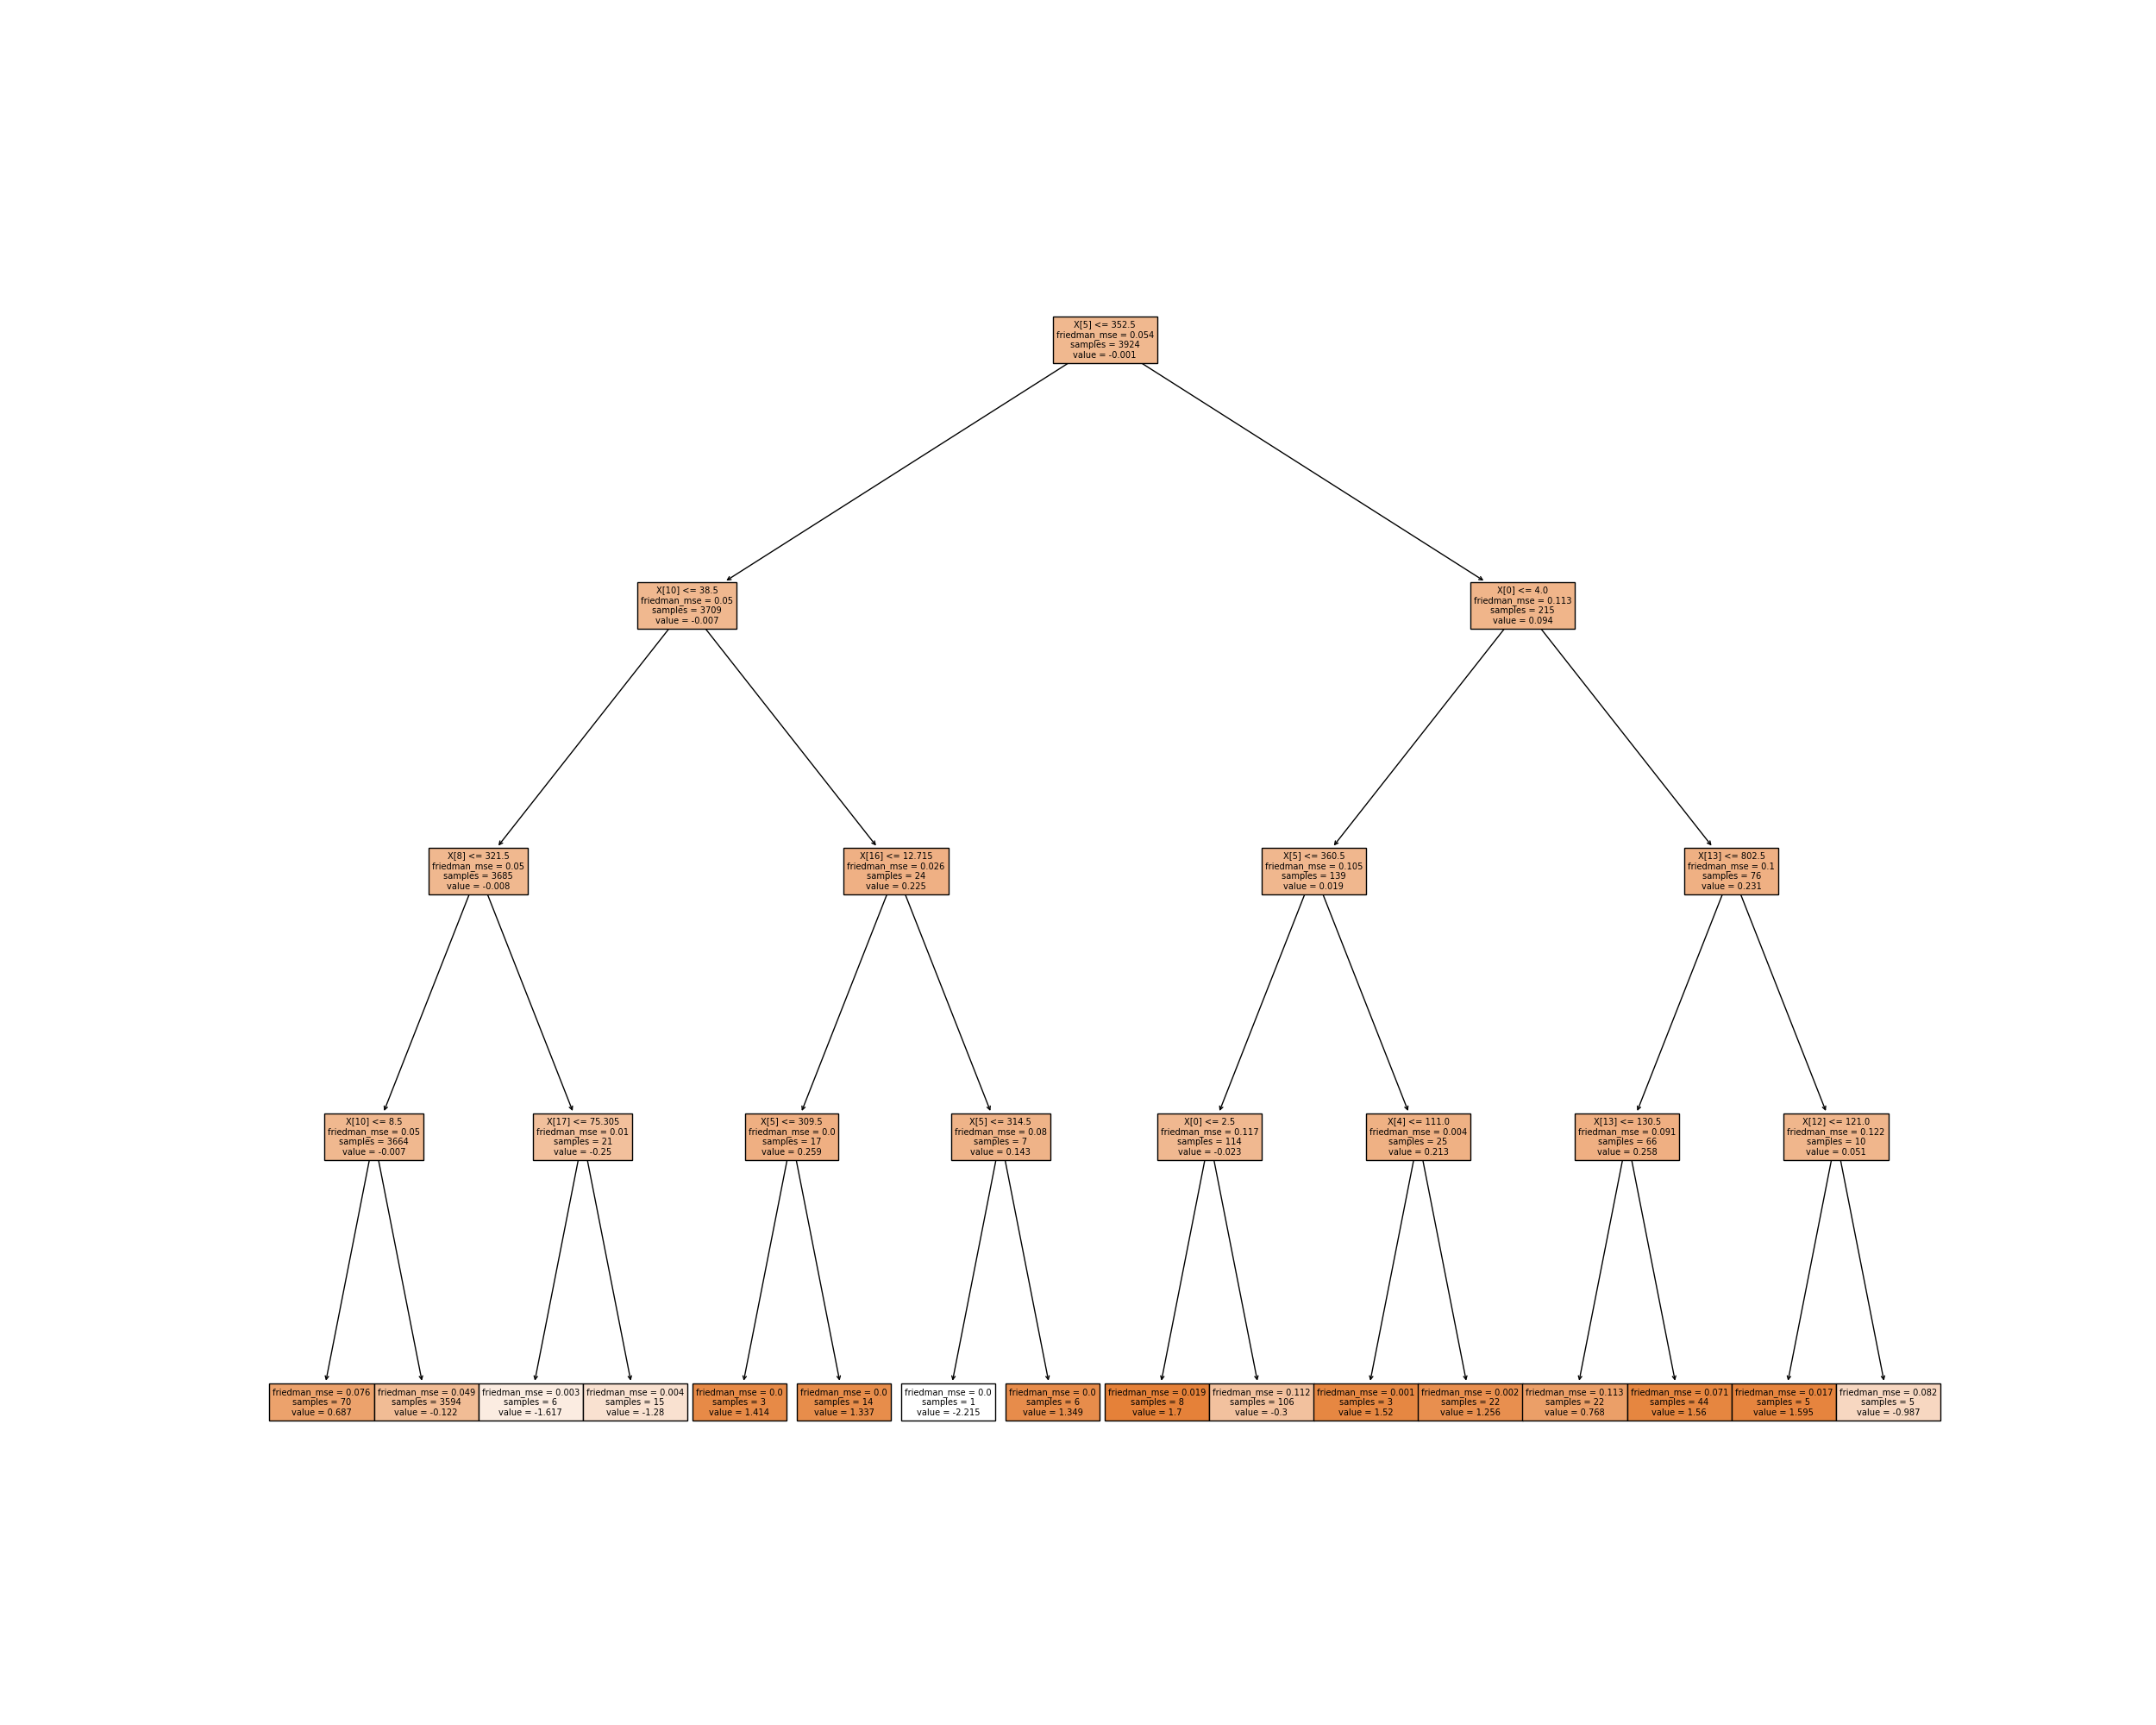 X[5] <= 352.5
friedman_mse = 0.054
samples = 3924
value = -0.001
X[10] <= 38.5
friedman_mse = 0.05
samples = 3709
value = -0.007
X[0] <= 4.0
friedman_mse = 0.113
samples = 215
value = 0.094
X[8] <= 321.5
friedman_mse = 0.05
samples = 3685
value = -0.008
X[16] <= 12.715
friedman_mse = 0.026
samples = 24
value = 0.225
X[5] <= 360.5
friedman_mse = 0.105
samples = 139
value = 0.019
X[13] <= 802.5
friedman_mse = 0.1
samples = 76
value = 0.231
X[10] <= 8.5
friedman_mse = 0.05
samples = 3664
value = -0.007
X[17] <= 75.305
friedman_mse = 0.01
samples = 21
value = -0.25
X[5] <= 309.5
friedman_mse = 0.0
samples = 17
value = 0.259
X[5] <= 314.5
friedman_mse = 0.08
samples = 7
value = 0.143
X[0] <= 2.5
friedman_mse = 0.117
samples = 114
value = -0.023
X[4] <= 111.0
friedman_mse = 0.004
samples = 25
value = 0.213
X[13] <= 130.5
friedman_mse = 0.091
samples = 66
value = 0.258
X[12] <= 121.0
friedman_mse = 0.122
samples = 10
value = 0.051
friedman_mse = 0.076
samples = 70
value = 0.687
friedman_mse = 0.049
samples = 3594
value = -0.122
friedman_mse = 0.003
samples = 6
value = -1.617
friedman_mse = 0.004
samples = 15
value = -1.28
friedman_mse = 0.0
samples = 3
value = 1.414
friedman_mse = 0.0
samples = 14
value = 1.337
friedman_mse = 0.0
samples = 1
value = -2.215
friedman_mse = 0.0
samples = 6
value = 1.349
friedman_mse = 0.019
samples = 8
value = 1.7
friedman_mse = 0.112
samples = 106
value = -0.3
friedman_mse = 0.001
samples = 3
value = 1.52
friedman_mse = 0.002
samples = 22
value = 1.256
friedman_mse = 0.113
samples = 22
value = 0.768
friedman_mse = 0.071
samples = 44
value = 1.56
friedman_mse = 0.017
samples = 5
value = 1.595
friedman_mse = 0.082
samples = 5
value = -0.987